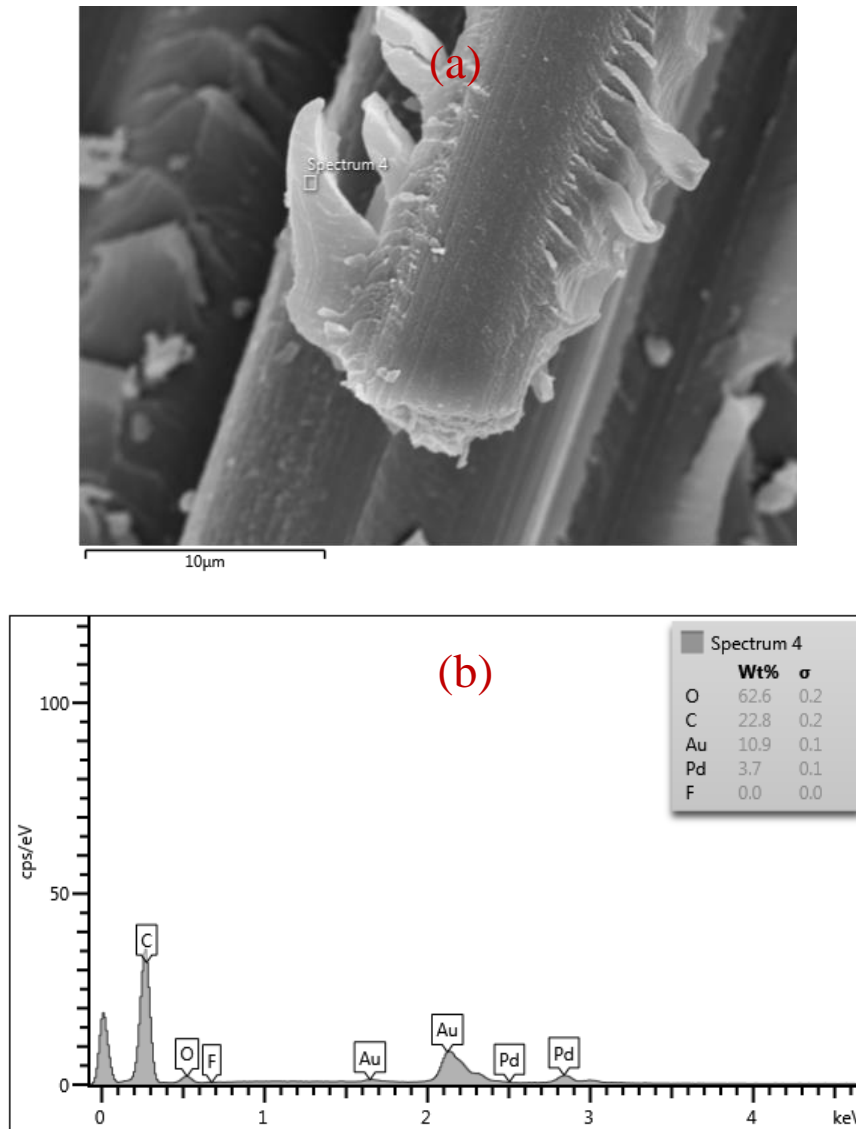 (a)
Spectrum 4
10µm
(b)
Spectrum 4
Wt% σ
O 62.6 0.2
C 22.8 0.2
Au 10.9 0.1
Pd 3.7 0.1
F 0.0 0.0
100
cps/eV
50
C
Au
O F Au Pd Pd
0
0 1 2 3 4 keV